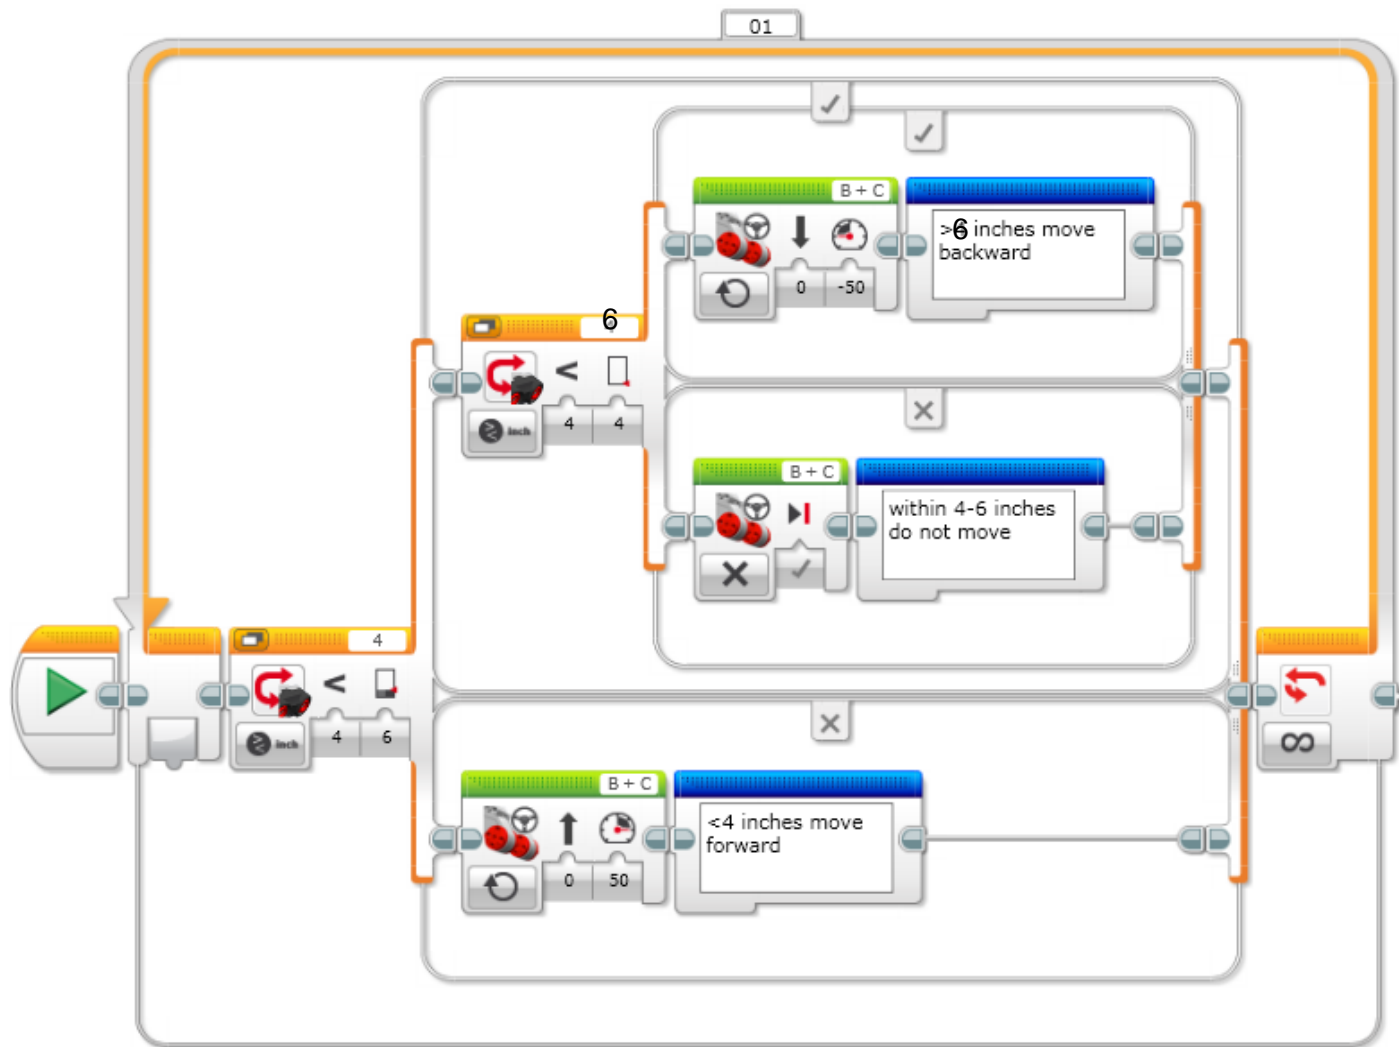 01
B + C
>6 inches move
backward
0 -50
6
<
inch 4 4
B + C
within 4-6 inches
do not move
4
<
inch 4 6
B + C
<4 inches move
forward
0 50